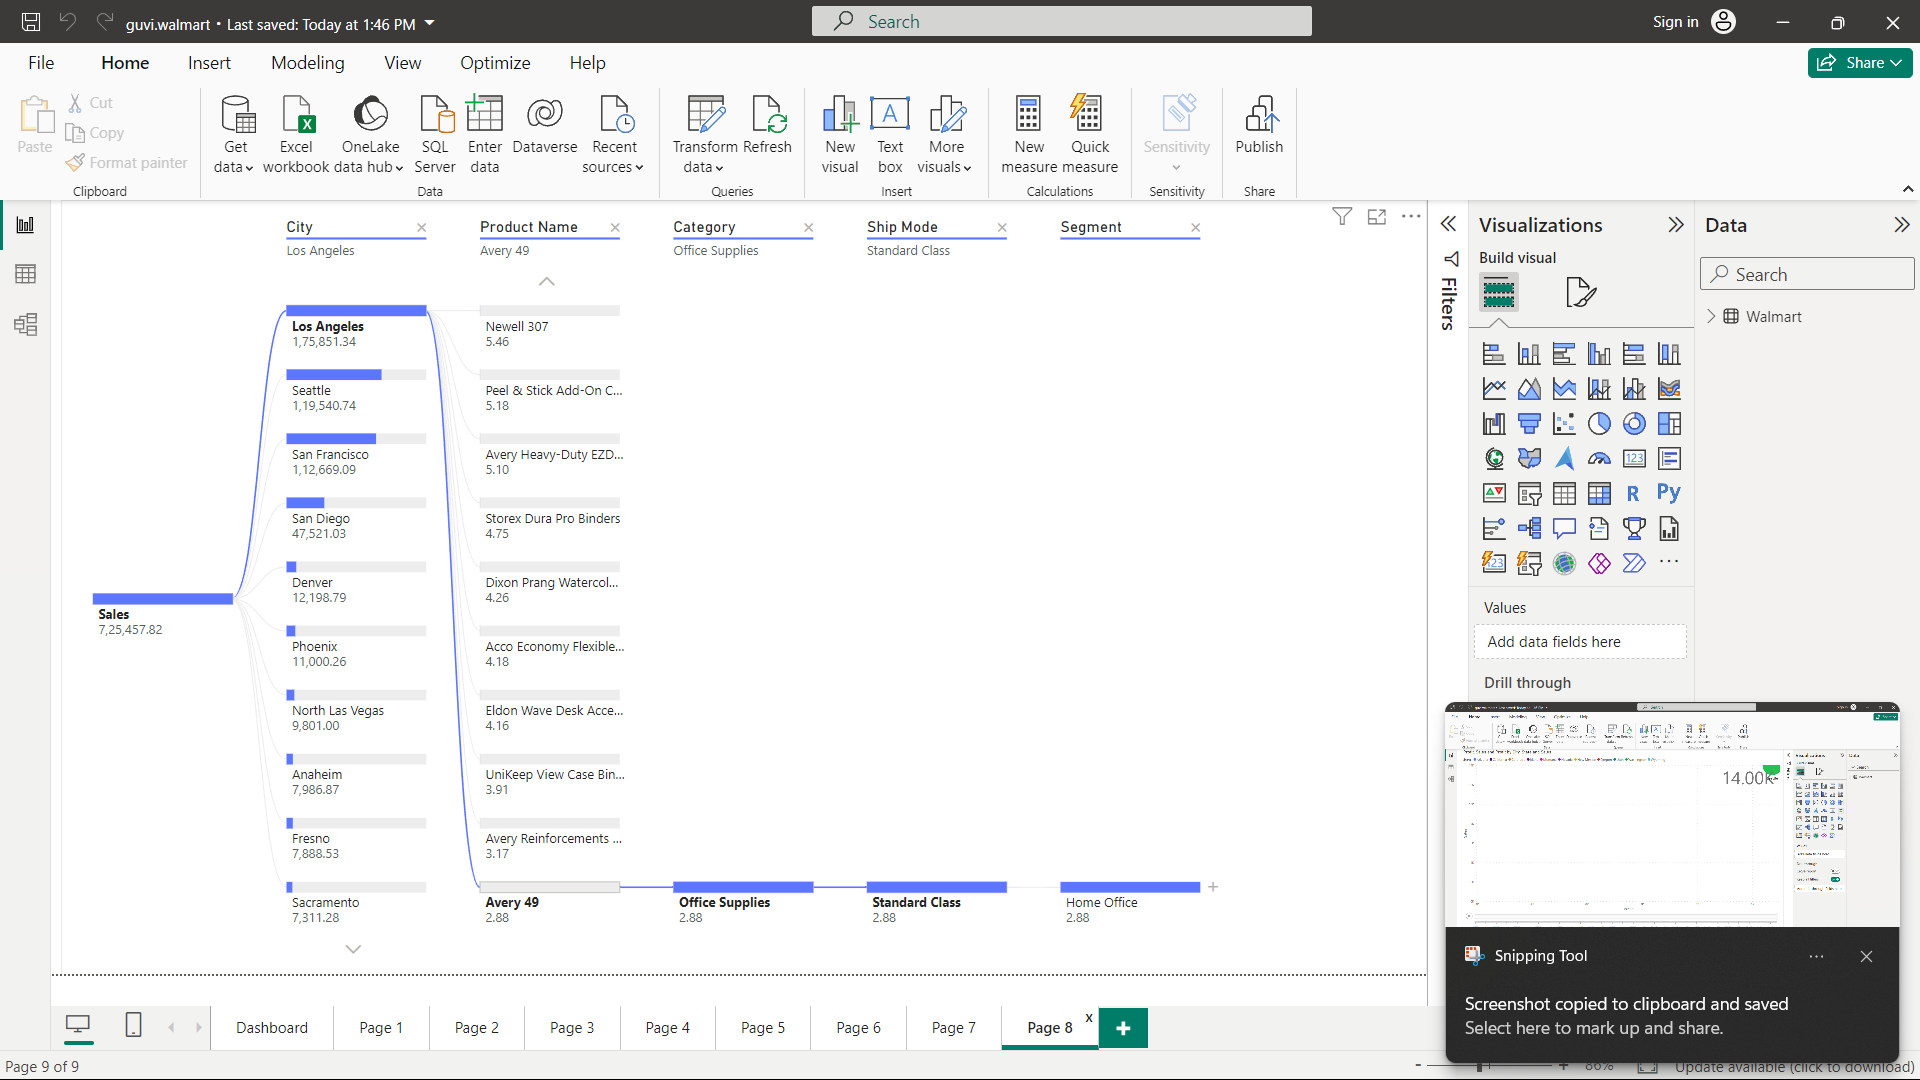 guvi.walmart • Last saved: Today at 1:46 PM
Search
Sign in
File Home Insert Modeling View Optimize Help
Share
Paste
Cut
Copy
Format painter
Clipboard
Get data
Excel workbook
OneLake data hub
SQL Server
Enter data
Dataverse
Recent sources
Data
Transform data
Refresh
Queries
New visual
Text box
More visuals
Insert
New measure
Quick measure
Calculations
Sensitivity
Sensitivity
Publish
Share
City
Los Angeles
Product Name
Avery 49
Category
Office Supplies
Ship Mode
Standard Class
Segment
Sales
7,25,457.82
Los Angeles
1,75,851.34
Seattle
1,19,540.74
San Francisco
1,12,669.09
San Diego
47,521.03
Denver
12,198.79
Phoenix
11,000.26
North Las Vegas
9,801.00
Anaheim
7,986.87
Fresno
7,888.53
Sacramento
7,311.28
Newell 307
5.46
Peel & Stick Add-On C...
5.18
Avery Heavy-Duty EZD...
5.10
Storex Dura Pro Binders
4.75
Dixon Prang Watercol...
4.26
Acco Economy Flexible...
4.18
Eldon Wave Desk Acce...
4.16
UniKeep View Case Bin...
3.91
Avery Reinforcements ...
3.17
Avery 49
2.88
Office Supplies
2.88
Standard Class
2.88
Home Office
2.88
Filters
Visualizations
Build visual
123
R
Py
123
Values
Add data fields here
Drill through
Data
Search
Walmart
14.00K
Snipping Tool
Screenshot copied to clipboard and saved
Select here to mark up and share.
Dashboard
Page 1
Page 2
Page 3
Page 4
Page 5
Page 6
Page 7
Page 8
x
Page 9 of 9
86%
Update available (click to download)